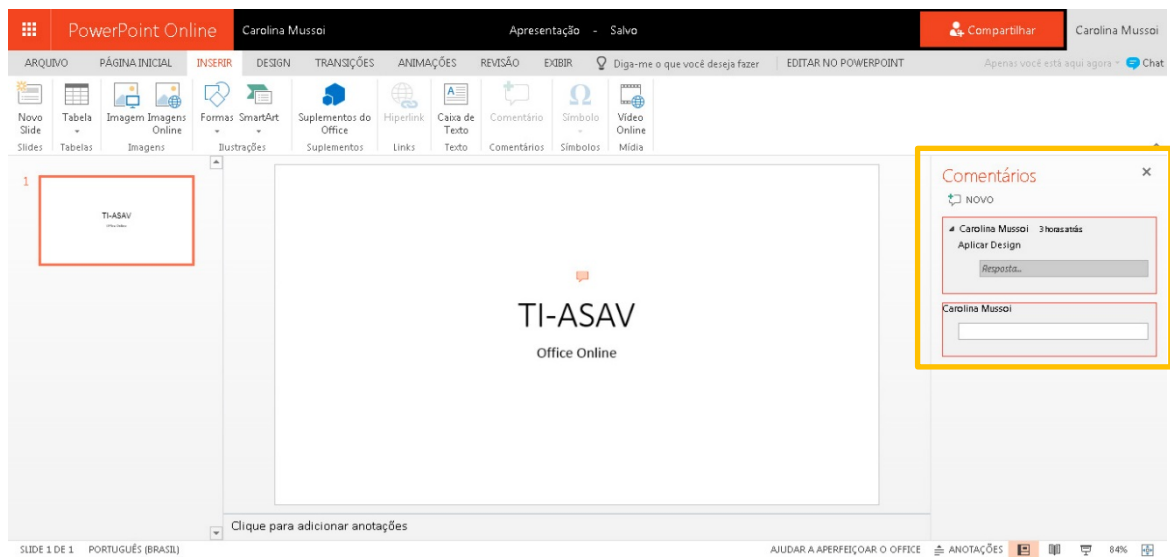 PowerPoint Online Carolina Mussoi Apresentação - Salvo Compartilhar Carolina Mussoi
ARQUIVO PÁGINA INICIAL INSERIR DESIGN TRANSIÇÕES ANIMAÇÕES REVISÃO EXIBIR Diga-me o que você deseja fazer EDITAR NO POWERPOINT Apenas você está aqui agora Chat
Novo Tabela Imagem Imagens Formas SmartArt Suplementos do Hiperlink Caixa de Comentário Símbolo Vídeo
Slide Online Office Texto Online
Slides Tabelas Imagens Ilustrações Suplementos Links Texto Comentários Símbolos Mídia
1
TI-ASAV
Office Online
TI-ASAV
Office Online
Clique para adicionar anotações
Comentários
NOVO
Carolina Mussoi 3 horas atrás
Aplicar Design
Resposta...
Carolina Mussoi
SLIDE 1 DE 1 PORTUGUÊS (BRASIL) AJUDAR A APERFEIÇOAR O OFFICE ANOTAÇÕES 84%